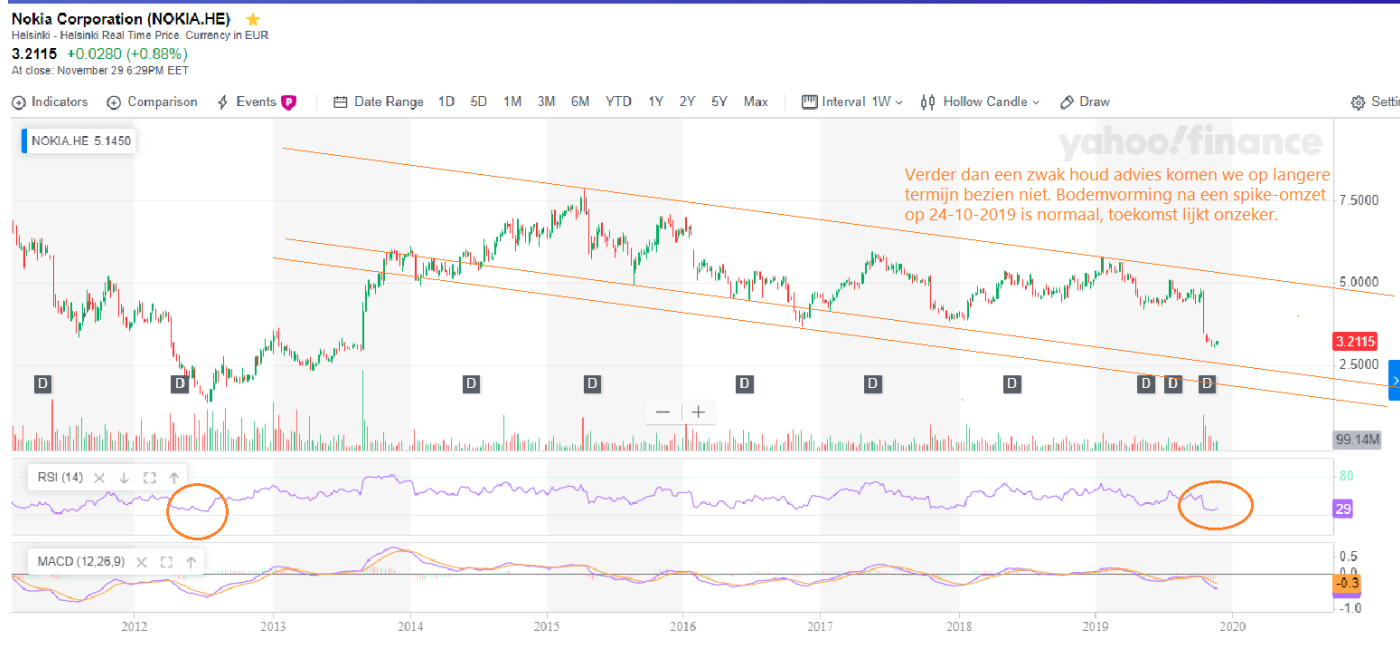 Nokia Corporation (NOKIA.HE)
Helsinki - Helsinki Real Time Price. Currency in EUR
3.2115 +0.0280 (+0.88%)
At close: November 29 6:29PM EET
Indicators Comparison Events P Date Range 1D 5D 1M 3M 6M YTD 1Y 2Y 5Y Max Interval 1W Hollow Candle Draw Setti
NOKIA.HE 5.1450
yahoo!finance
Verder dan een zwak houd advies komen we op langere
termijn bezien niet. Bodemvorming na een spike-omzet
op 24-10-2019 is normaal, toekomst lijkt onzeker.
7.5000
5.0000
3.2115
2.5000
D D D D D D D D D D
99.14M
RSI (14)
80
29
MACD (12,26,9)
0.5
0.0
-0.3
-1.0
2012 2013 2014 2015 2016 2017 2018 2019 2020